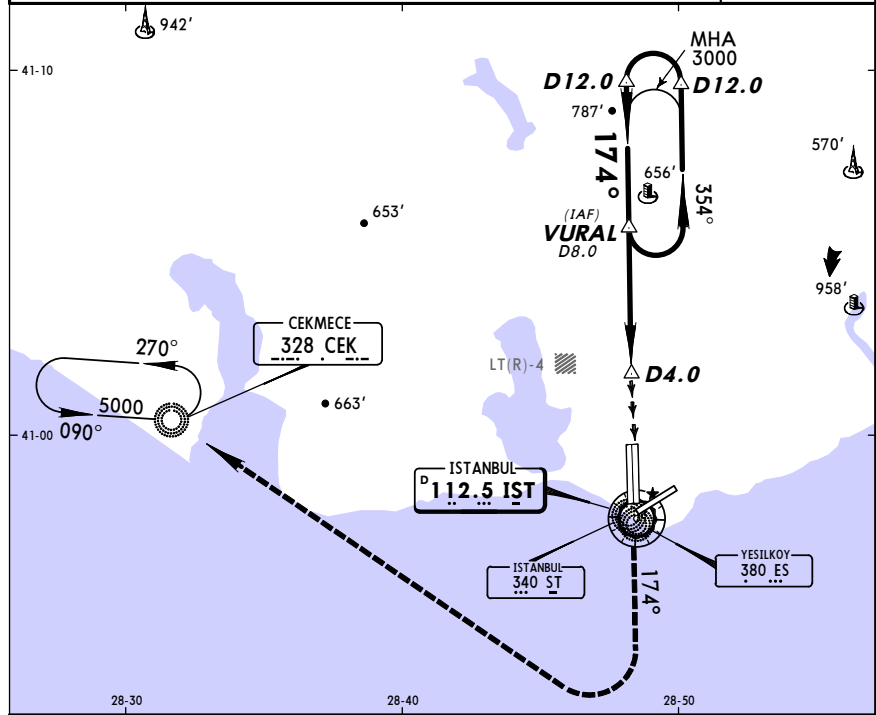 942'
41-10
MHA
3000
D12.0
D12.0
787'
174°
656'
354°
570'
653'
(IAF)
VURAL
D8.0
958'
CEKMECE
328 CEK
270°
LT(R)-4
D4.0
5000
090°
663'
41-00
ISTANBUL
D 112.5 IST
ISTANBUL
340 ST
YESILKOY
380 ES
174°
28-30
28-40
28-50